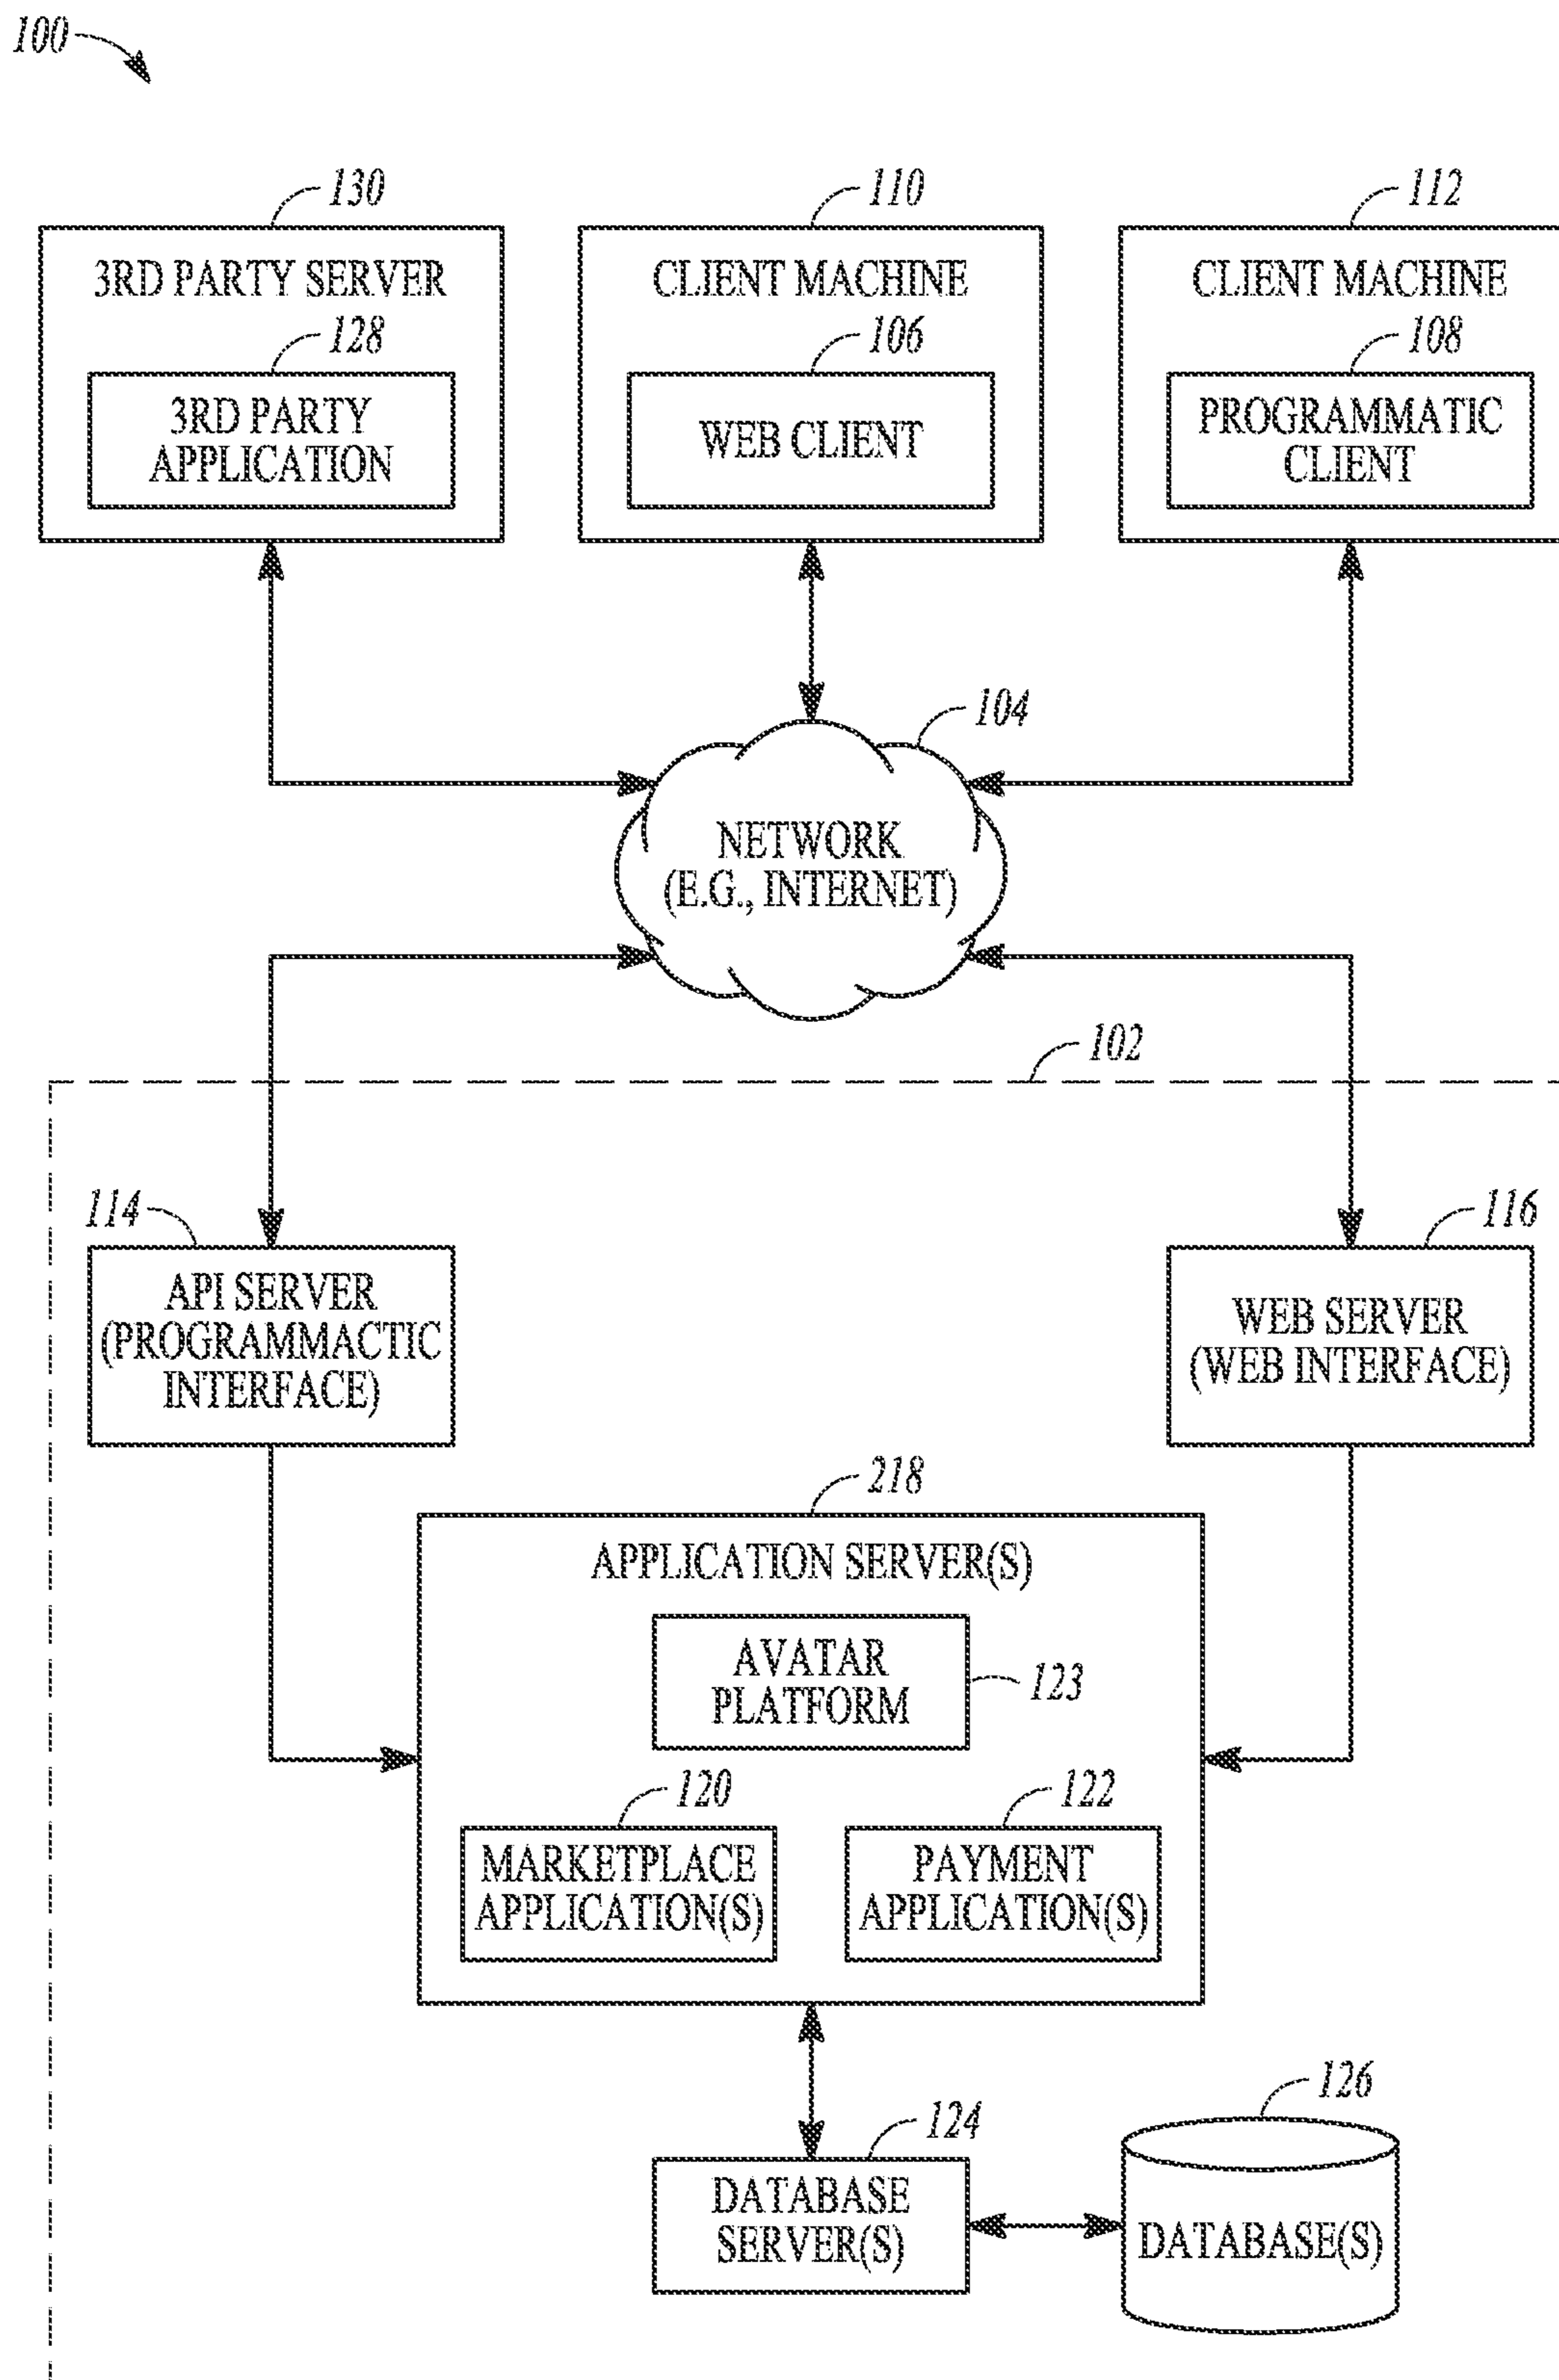 100
130
110
112
3RD PARTY SERVER
CLIENT MACHINE
CLIENT MACHINE
128
106
108
3RD PARTY
APPLICATION
WEB CLIENT
PROGRAMMATIC
CLIENT
104
NETWORK
(E.G., INTERNET)
102
114
116
API SERVER
(PROGRAMMACTIC
INTERFACE)
WEB SERVER
(WEB INTERFACE)
218
APPLICATION SERVER(S)
AVATAR
PLATFORM
123
120
122
MARKETPLACE
APPLICATION(S)
PAYMENT
APPLICATION(S)
126
124
DATABASE
SERVER(S)
DATABASE(S)